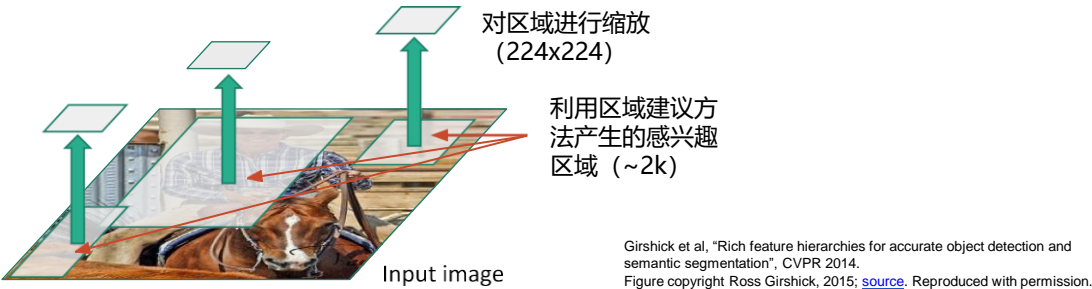 对区域进行缩放
（224x224）
利用区域建议方
法产生的感兴趣
区域（~2k）
Input image
Girshick et al, “Rich feature hierarchies for accurate object detection and
semantic segmentation”, CVPR 2014.
Figure copyright Ross Girshick, 2015; source. Reproduced with permission.